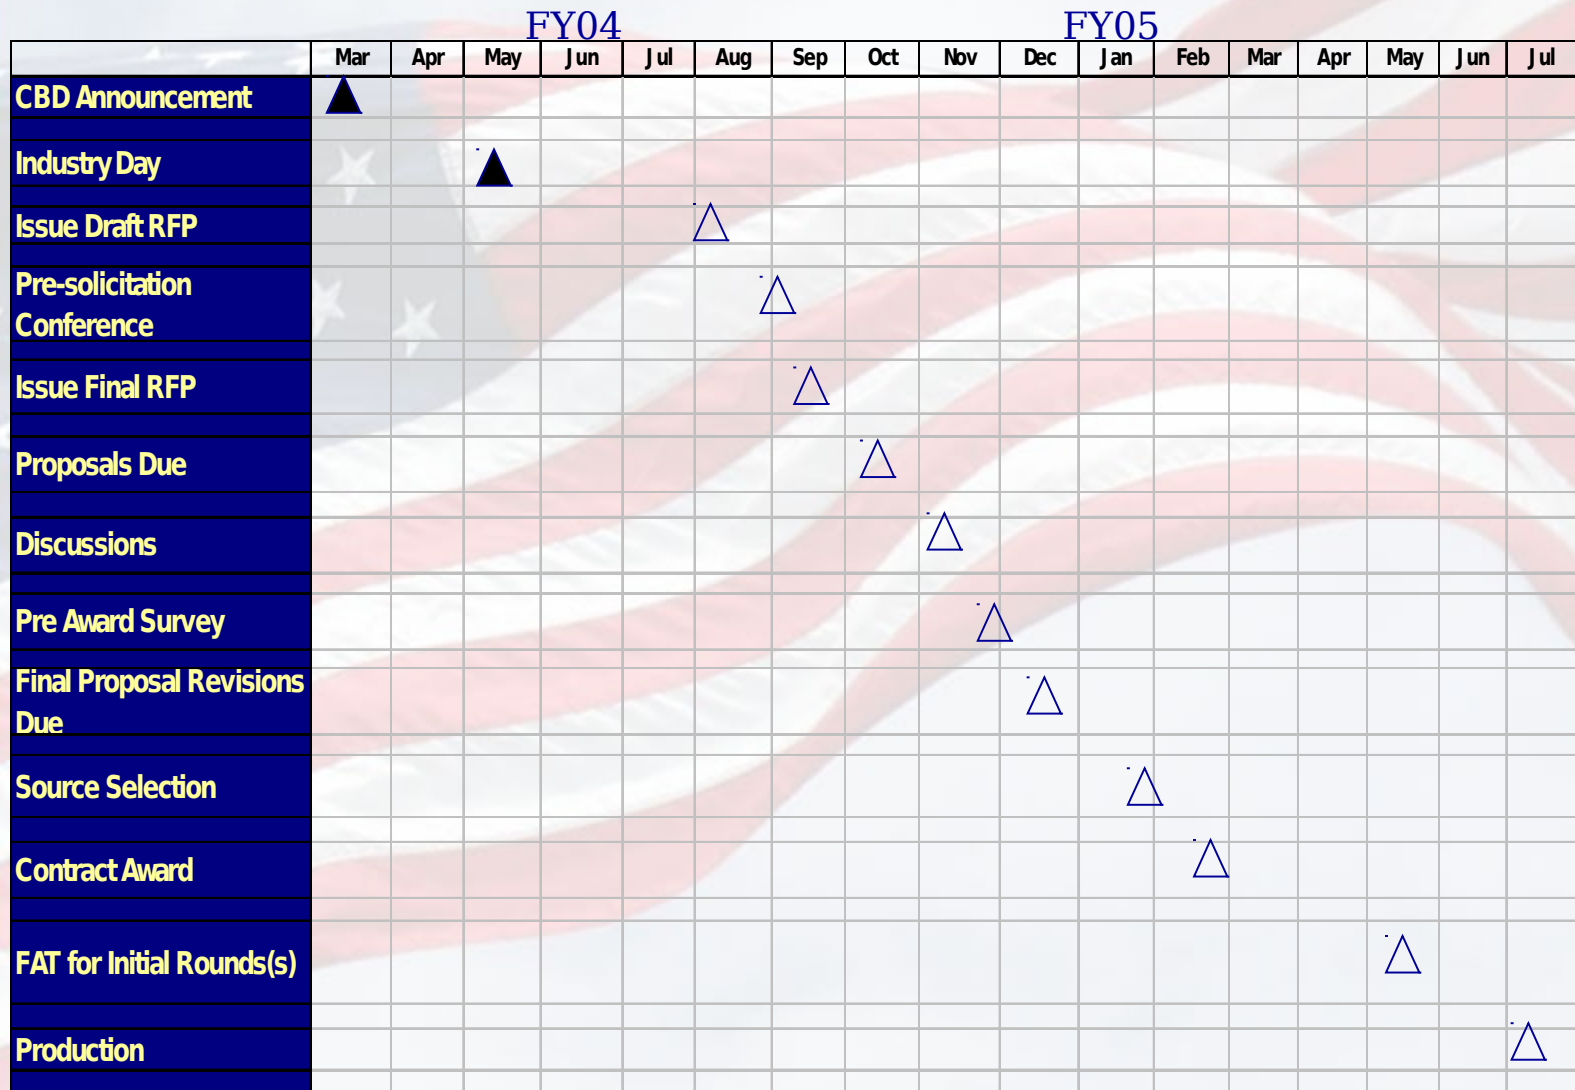 FY04 FY05
Mar Apr May Jun Jul Aug Sep Oct Nov Dec Jan Feb Mar Apr May Jun Jul
CBD Announcement
Industry Day
Issue Draft RFP
Pre-solicitation
Conference
Issue Final RFP
Proposals Due
Discussions
Pre Award Survey
Final Proposal Revisions
Due
Source Selection
Contract Award
FAT for Initial Rounds(s)
Production